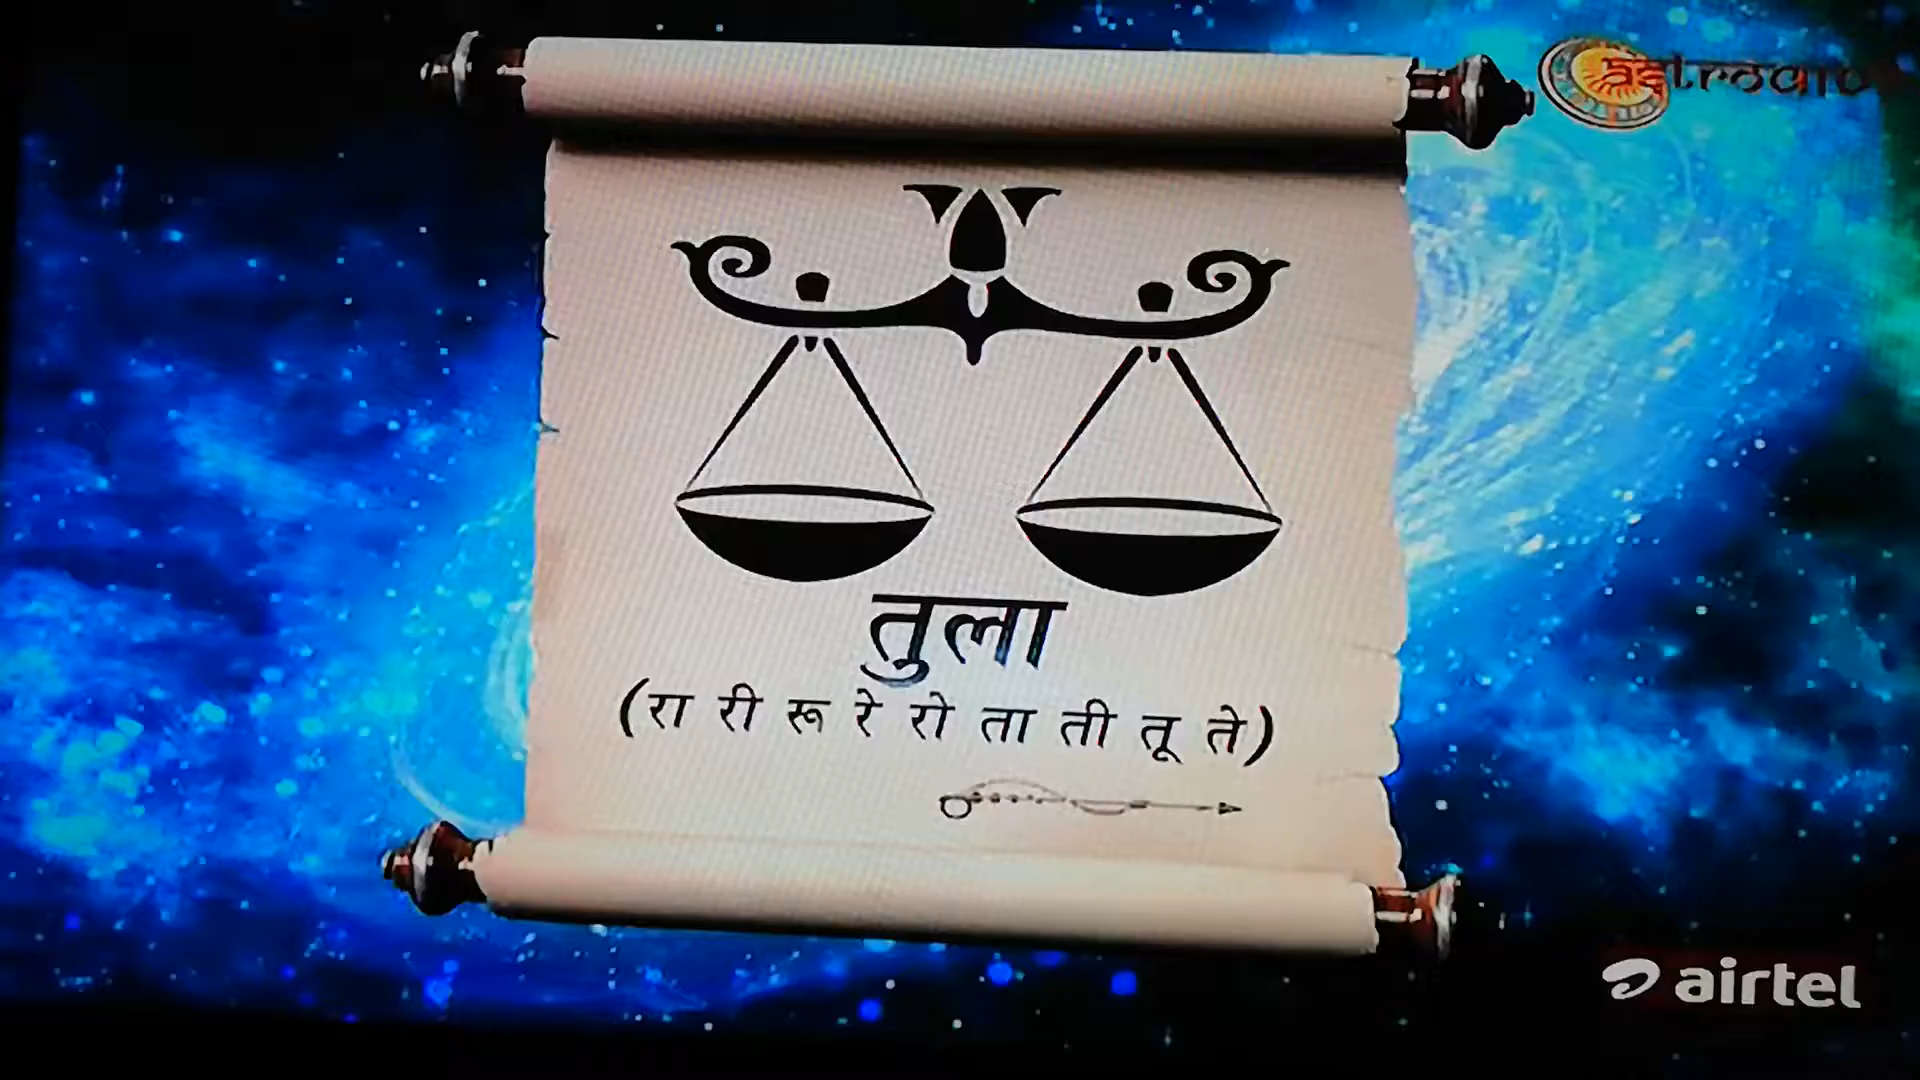 तुला
(रा री रू रे रो ता ती तू ते)
airtel